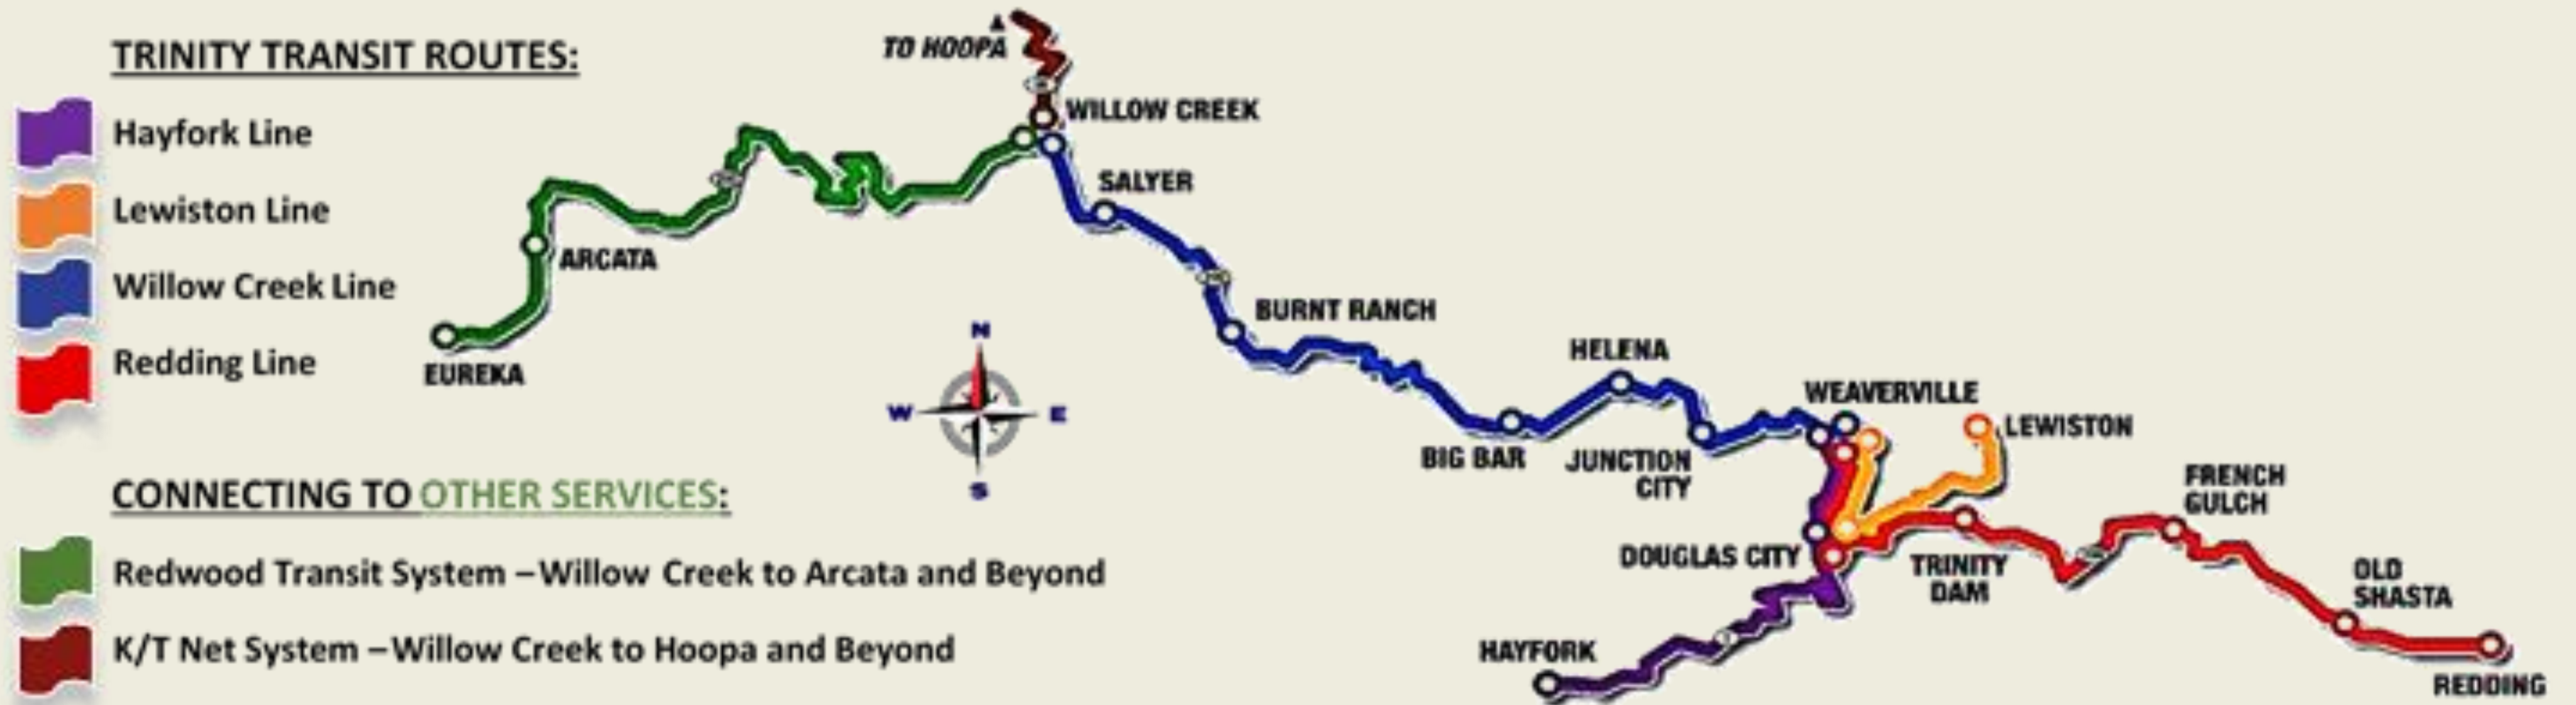 TRINITY TRANSIT ROUTES:
Hayfork Line
Lewiston Line
Willow Creek Line
Redding Line
CONNECTING TO OTHER SERVICES:
Redwood Transit System –Willow Creek to Arcata and Beyond
K/T Net System –Willow Creek to Hoopa and Beyond
TO HOOPA
WILLOW CREEK
SALYER
ARCATA
EUREKA
BURNT RANCH
N
W
E
S
HELENA
BIG BAR
JUNCTION
CITY
WEAVERVILLE
LEWISTON
FRENCH
GULCH
DOUGLAS CITY
TRINITY
DAM
OLD
SHASTA
HAYFORK
REDDING